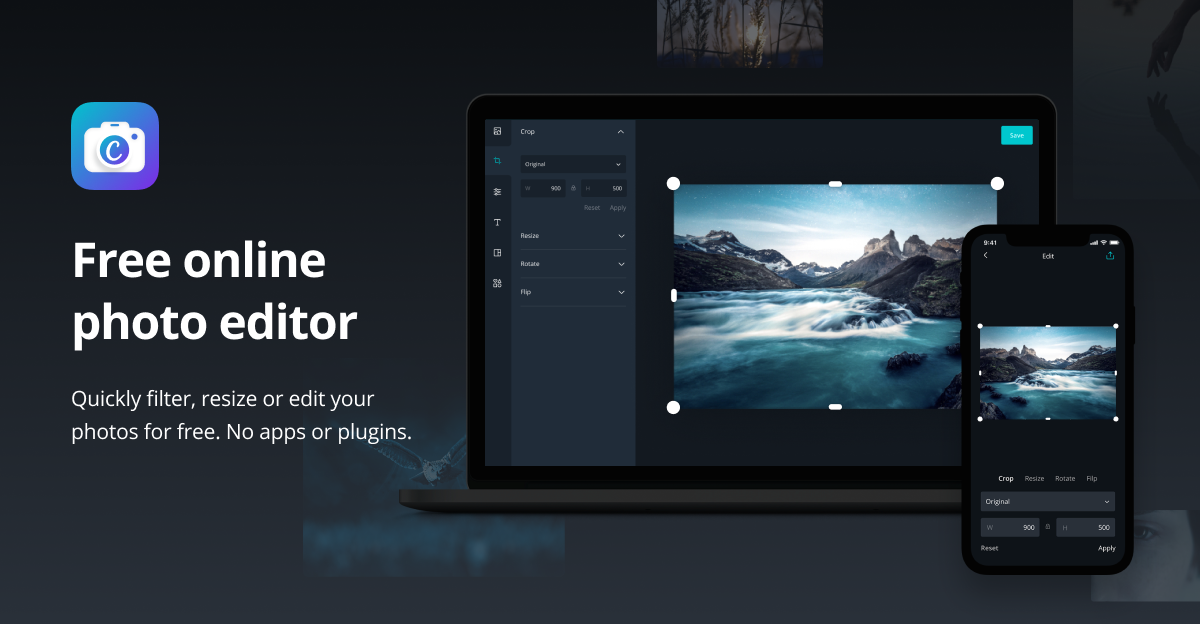 C
Free online
photo editor
Quickly filter, resize or edit your
photos for free. No apps or plugins.
Crop
Save
Original
W 900 H 500
Reset Apply
Resize
Rotate
Flip
T
9:41
Edit
Crop Resize Rotate Filp
Original
W 900 H 500
Reset Apply